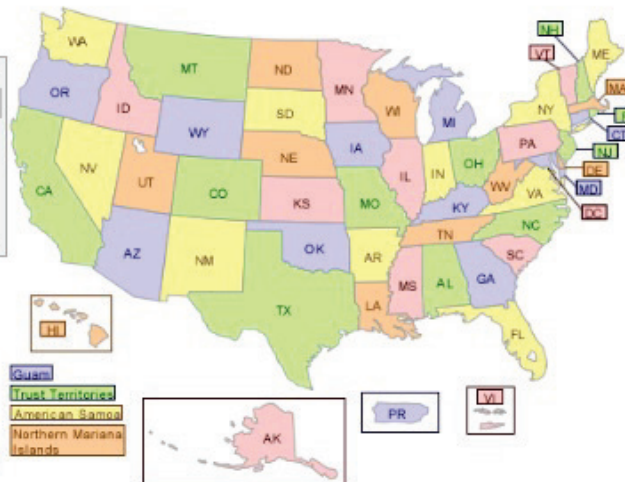 NH
WA
ME
VT
MT
ND
MN
OR
MA
ID
WI
NY
SD
MI
WY
CT
PA
IA
NJ
NE
NV
OH
IN
IL
DE
UT
MD
CA
CO
WV
VA
KS
MO
KY
DC
NC
TN
AZ
OK
NM
AR
SC
MS
AL
GA
TX
LA
HI
FL
Guam
Trust Territories
American Samoa
Northern Mariana
Islands
VI
PR
AK